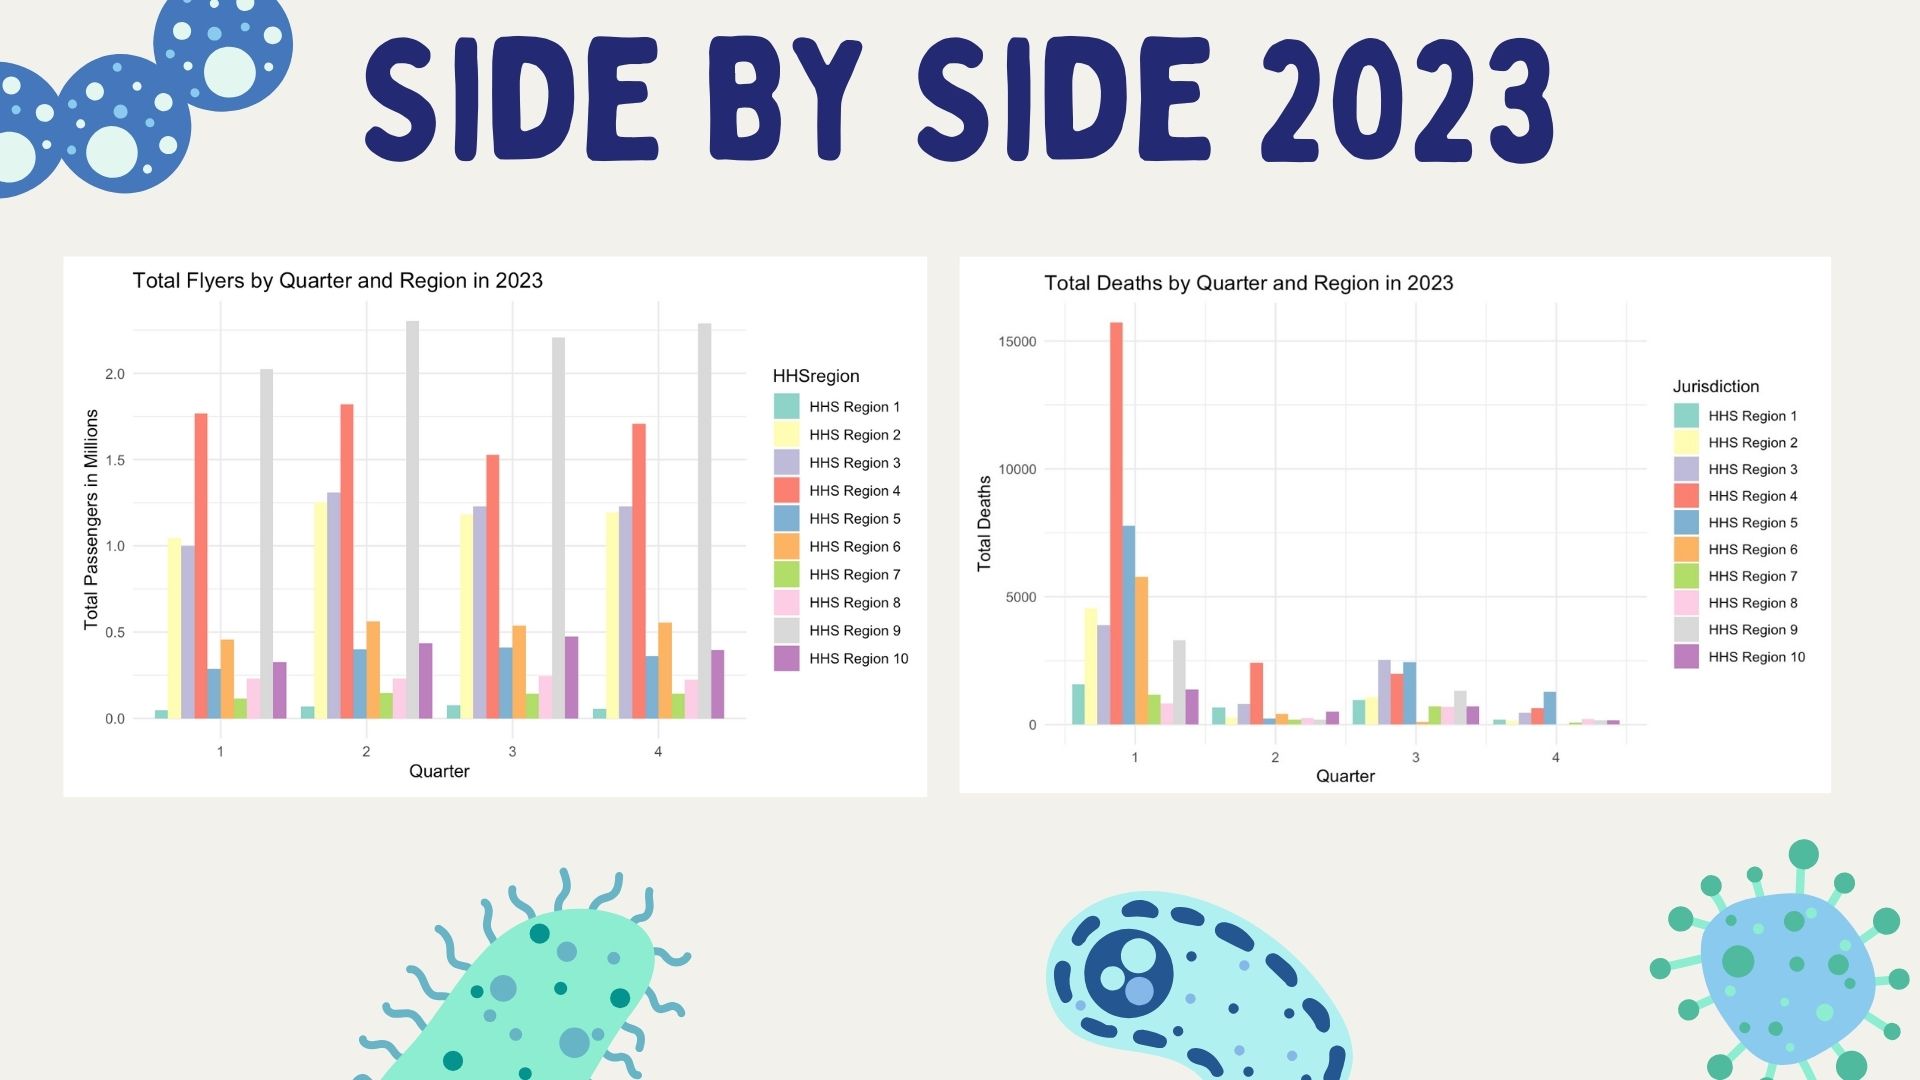 SIDE BY SIDE 2023
Total Flyers by Quarter and Region in 2023
Total Passengers in Millions
2.0
1.5
1.0
0.5
0.0
1 2 3 4
Quarter
HHSregion
HHS Region 1
HHS Region 2
HHS Region 3
HHS Region 4
HHS Region 5
HHS Region 6
HHS Region 7
HHS Region 8
HHS Region 9
HHS Region 10
Total Deaths by Quarter and Region in 2023
Total Deaths
15000
10000
5000
0
1 2 3 4
Quarter
Jurisdiction
HHS Region 1
HHS Region 2
HHS Region 3
HHS Region 4
HHS Region 5
HHS Region 6
HHS Region 7
HHS Region 8
HHS Region 9
HHS Region 10